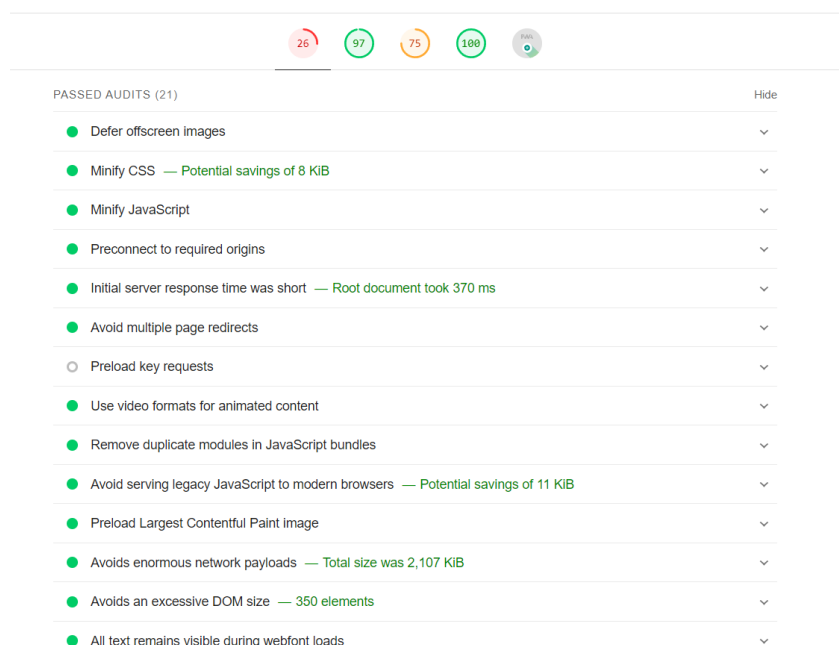 26 97 75 100 PWA
PASSED AUDITS (21) Hide
Defer offscreen images
Minify CSS — Potential savings of 8 KiB
Minify JavaScript
Preconnect to required origins
Initial server response time was short — Root document took 370 ms
Avoid multiple page redirects
Preload key requests
Use video formats for animated content
Remove duplicate modules in JavaScript bundles
Avoid serving legacy JavaScript to modern browsers — Potential savings of 11 KiB
Preload Largest Contentful Paint image
Avoids enormous network payloads — Total size was 2,107 KiB
Avoids an excessive DOM size — 350 elements
All text remains visible during webfont loads